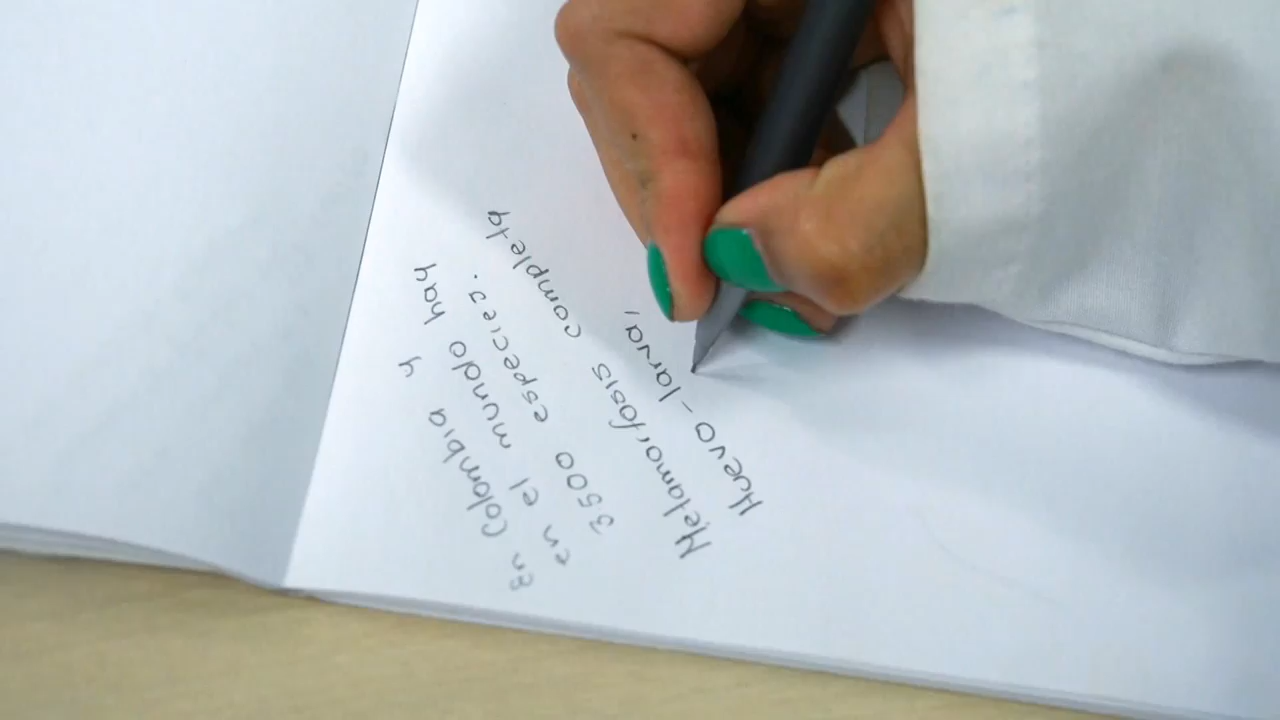 En Colombia y
en el mundo hay
3500 especies.
Metamorfosis completa
Huevo-larva,